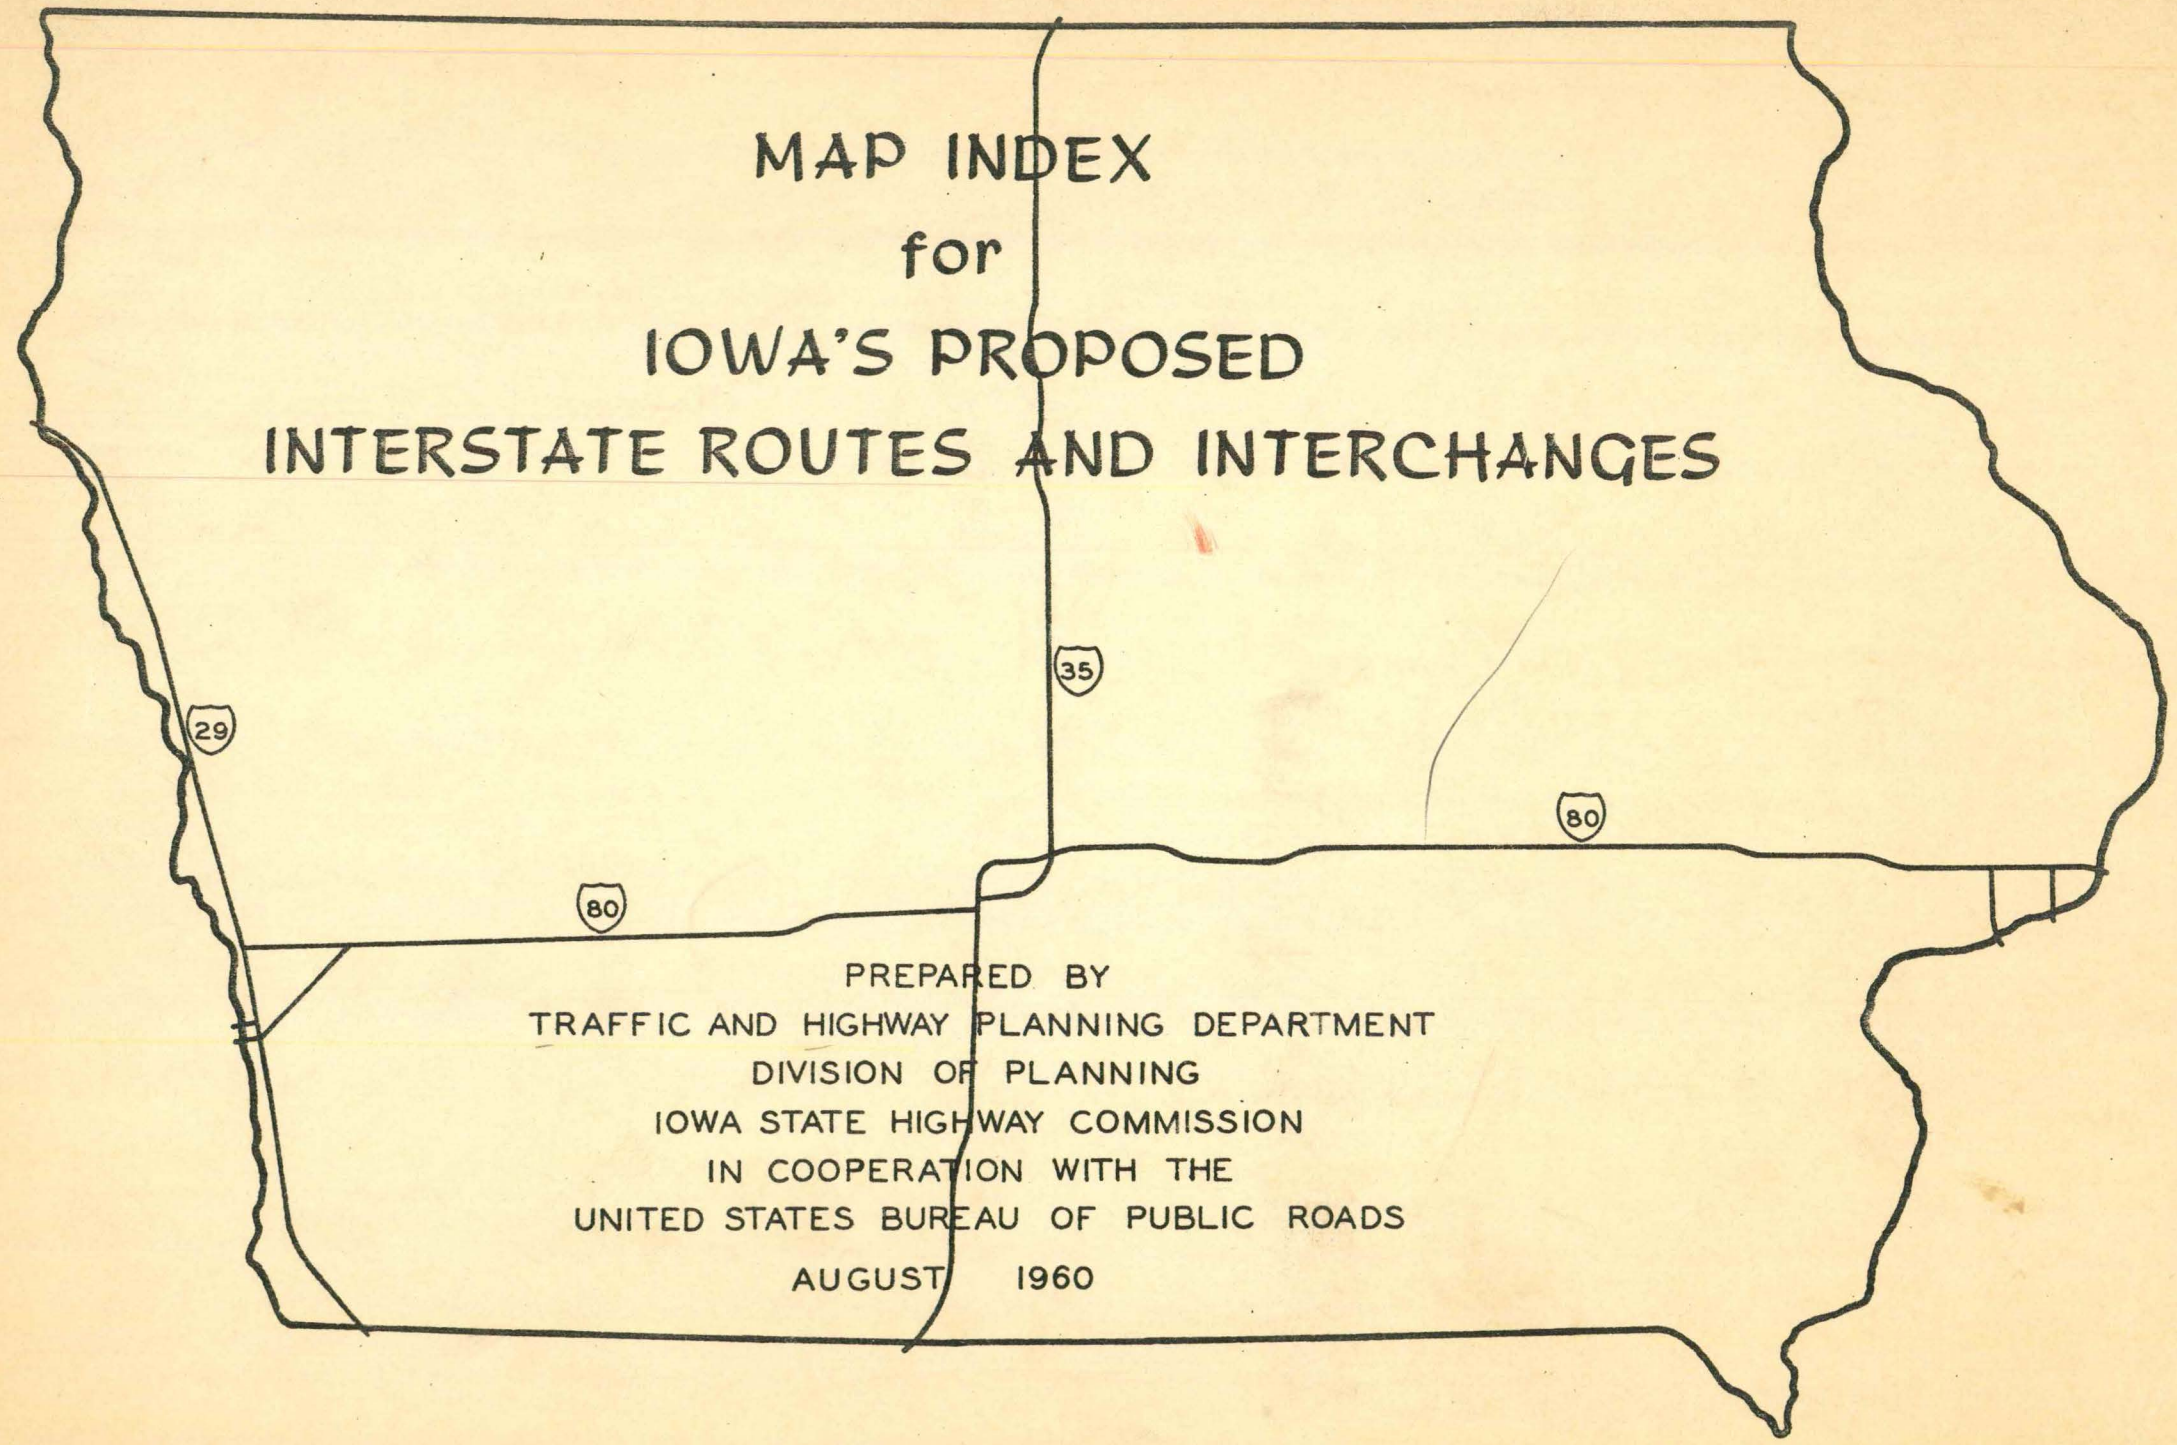 MAP INDEX
for
IOWA'S PROPOSED
INTERSTATE ROUTES AND INTERCHANGES
35
29
80
80
PREPARED BY
TRAFFIC AND HIGHWAY PLANNING DEPARTMENT
DIVISION OF PLANNING
IOWA STATE HIGHWAY COMMISSION
IN COOPERATION WITH THE
UNITED STATES BUREAU OF PUBLIC ROADS
AUGUST 1960